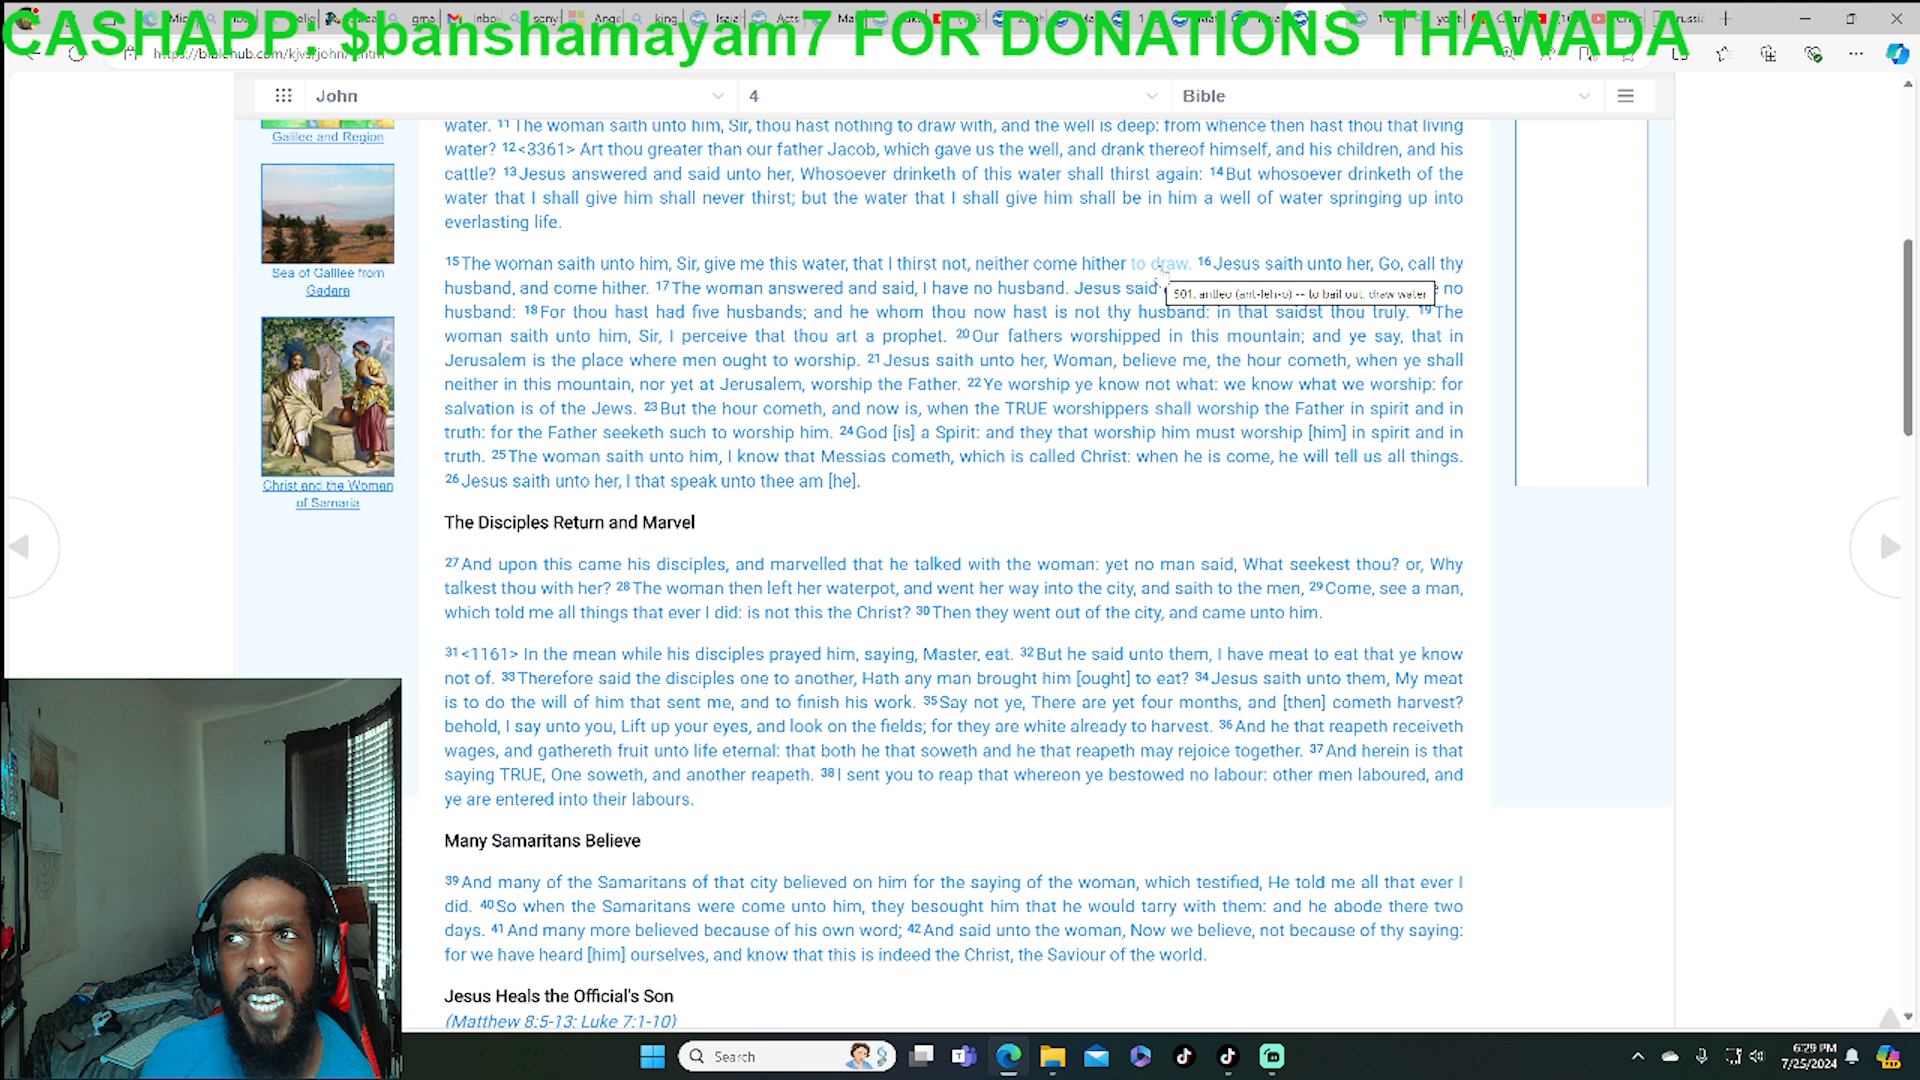 CASHAPP: $banshamayam7 FOR DONATIONS THAWADA
John
4
Bible
Galilee and Region
Sea of Galilee from
Gadara
Christ and the Woman
of Samaria
water. 11 The woman saith unto him, Sir, thou hast nothing to draw with, and the well is deep: from whence then hast thou that living
water? 12 <3361> Art thou greater than our father Jacob, which gave us the well, and drank thereof himself, and his children, and his
cattle? 13 Jesus answered and said unto her, Whosoever drinketh of this water shall thirst again: 14 But whosoever drinketh of the
water that I shall give him shall never thirst; but the water that I shall give him shall be in him a well of water springing up into
everlasting life.
15 The woman saith unto him, Sir, give me this water, that I thirst not, neither come hither to draw. 16 Jesus saith unto her, Go, call thy
husband, and come hither. 17 The woman answered and said, I have no husband. Jesus said no
501. antleo (ant-leh-o) -- to bail out, draw water
husband: 18 For thou hast had five husbands; and he whom thou now hast is not thy husband: in that saidst thou truly. 19 The
woman saith unto him, Sir, I perceive that thou art a prophet. 20 Our fathers worshipped in this mountain; and ye say, that in
Jerusalem is the place where men ought to worship. 21 Jesus saith unto her, Woman, believe me, the hour cometh, when ye shall
neither in this mountain, nor yet at Jerusalem, worship the Father. 22 Ye worship ye know not what: we know what we worship: for
salvation is of the Jews. 23 But the hour cometh, and now is, when the TRUE worshippers shall worship the Father in spirit and in
truth: for the Father seeketh such to worship him. 24 God [is] a Spirit: and they that worship him must worship [him] in spirit and in
truth. 25 The woman saith unto him, I know that Messias cometh, which is called Christ: when he is come, he will tell us all things.
26 Jesus saith unto her, I that speak unto thee am [he].
The Disciples Return and Marvel
27 And upon this came his disciples, and marvelled that he talked with the woman: yet no man said, What seekest thou? or, Why
talkest thou with her? 28 The woman then left her waterpot, and went her way into the city, and saith to the men, 29 Come, see a man,
which told me all things that ever I did: is not this the Christ? 30 Then they went out of the city, and came unto him.
31 <1161> In the mean while his disciples prayed him, saying, Master, eat. 32 But he said unto them, I have meat to eat that ye know
not of. 33 Therefore said the disciples one to another, Hath any man brought him [ought] to eat? 34 Jesus saith unto them, My meat
is to do the will of him that sent me, and to finish his work. 35 Say not ye, There are yet four months, and [then] cometh harvest?
behold, I say unto you, Lift up your eyes, and look on the fields; for they are white already to harvest. 36 And he that reapeth receiveth
wages, and gathereth fruit unto life eternal: that both he that soweth and he that reapeth may rejoice together. 37 And herein is that
saying TRUE, One soweth, and another reapeth. 38 I sent you to reap that whereon ye bestowed no labour: other men laboured, and
ye are entered into their labours.
Many Samaritans Believe
39 And many of the Samaritans of that city believed on him for the saying of the woman, which testified, He told me all that ever I
did. 40 So when the Samaritans were come unto him, they besought him that he would tarry with them: and he abode there two
days. 41 And many more believed because of his own word; 42 And said unto the woman, Now we believe, not because of thy saying:
for we have heard [him] ourselves, and know that this is indeed the Christ, the Saviour of the world.
Jesus Heals the Official's Son
(Matthew 8:5-13; Luke 7:1-10)
Search
6:29 PM
7/25/2024